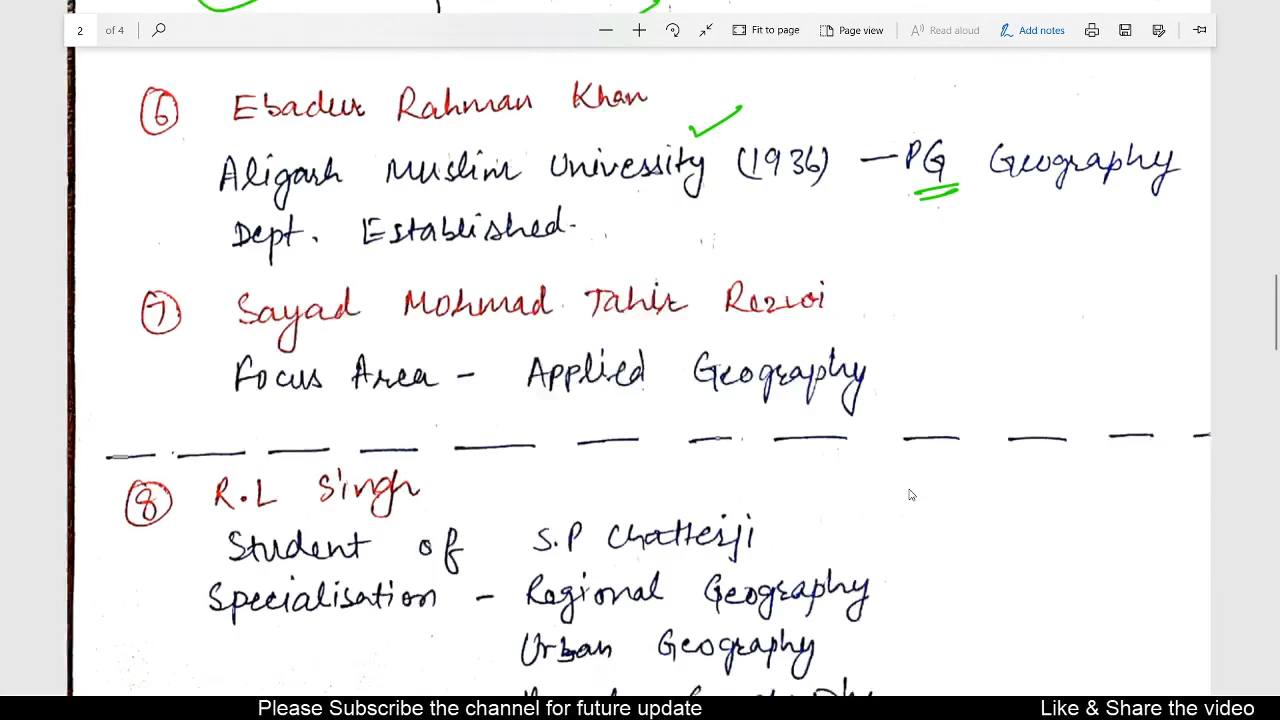 2 of 4 Fit to page Page view Read aloud Add notes
6 Ebadur Rahman Khan
Aligarh Muslim University (1936) — PG Geography
Dept. Established.
7 Sayad Mohmad Tahir Rezwi
Focus Area - Applied Geography
8 R.L Singh
Student of S.P Chatterji
Specialisation - Regional Geography
Urban Geography
Please Subscribe the channel for future update Like & Share the video